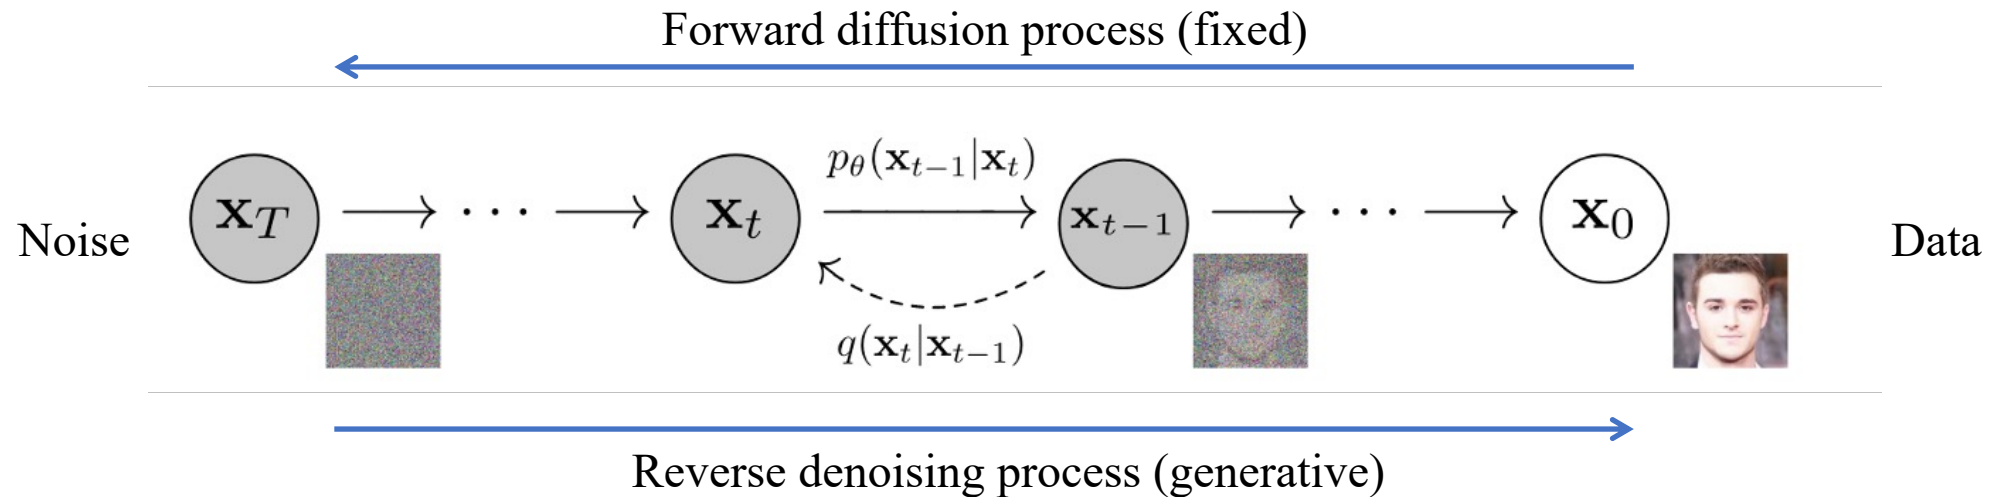 Forward diffusion process (fixed)
p_θ(x_{t−1}|x_t)
Noise x_T → ··· → x_t → x_{t−1} → ··· → x_0 Data
q(x_t|x_{t−1})
Reverse denoising process (generative)